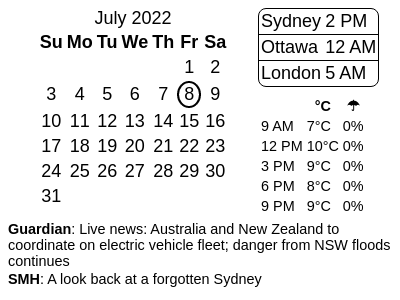 July 2022
Su Mo Tu We Th Fr Sa
1 2
3 4 5 6 7 8 9
10 11 12 13 14 15 16
17 18 19 20 21 22 23
24 25 26 27 28 29 30
31
Sydney 2 PM
Ottawa 12 AM
London 5 AM
°C ☂
9 AM 7°C 0%
12 PM 10°C 0%
3 PM 9°C 0%
6 PM 8°C 0%
9 PM 9°C 0%
Guardian: Live news: Australia and New Zealand to
coordinate on electric vehicle fleet; danger from NSW floods
continues
SMH: A look back at a forgotten Sydney